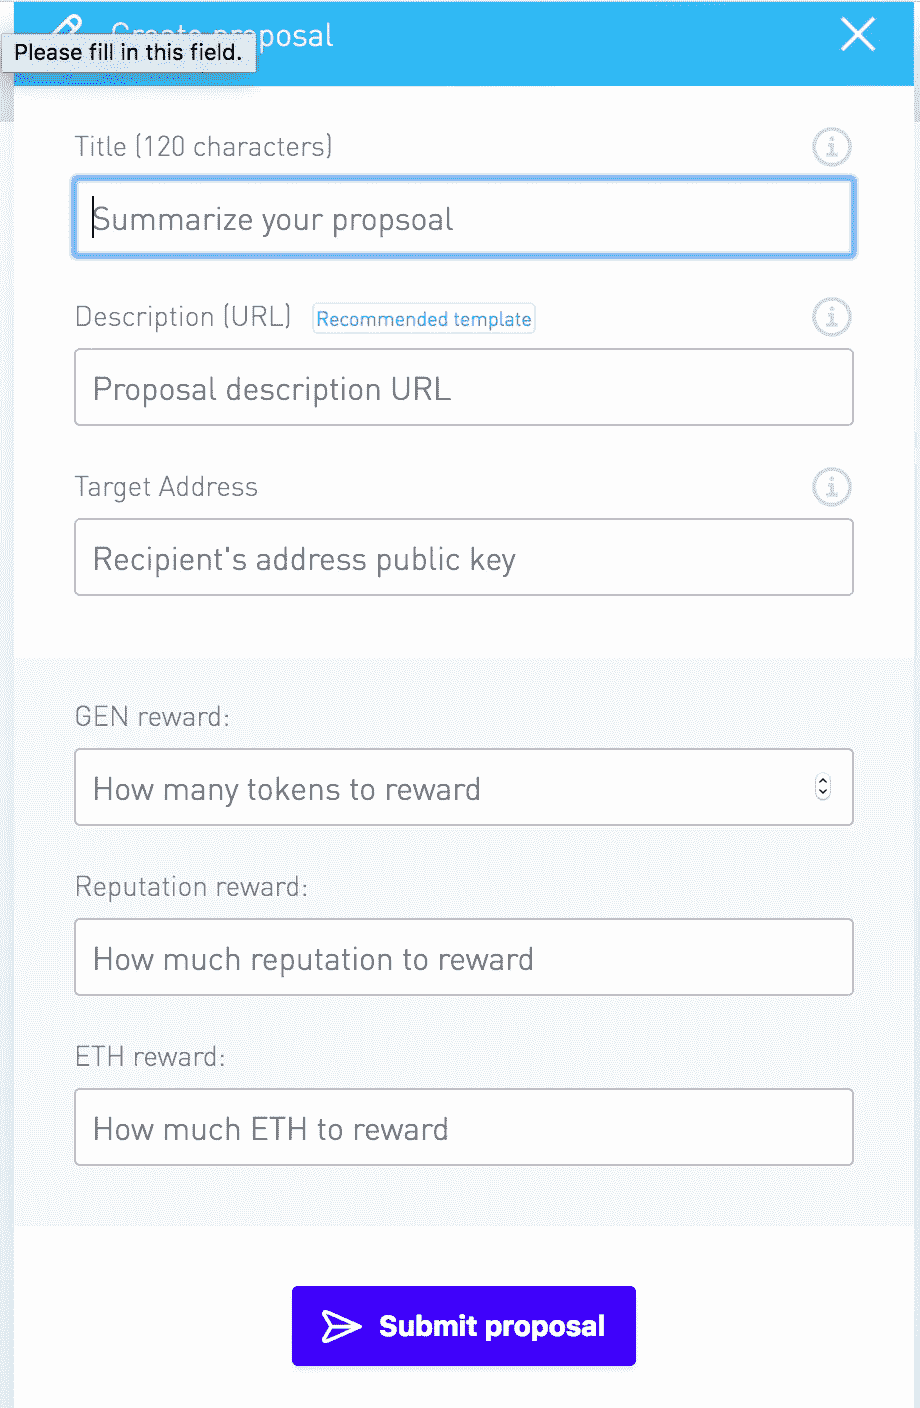 Create proposal
Please fill in this field.
Title (120 characters)
Summarize your propsoal
Description (URL) Recommended template
Proposal description URL
Target Address
Recipient's address public key
GEN reward:
How many tokens to reward
Reputation reward:
How much reputation to reward
ETH reward:
How much ETH to reward
Submit proposal